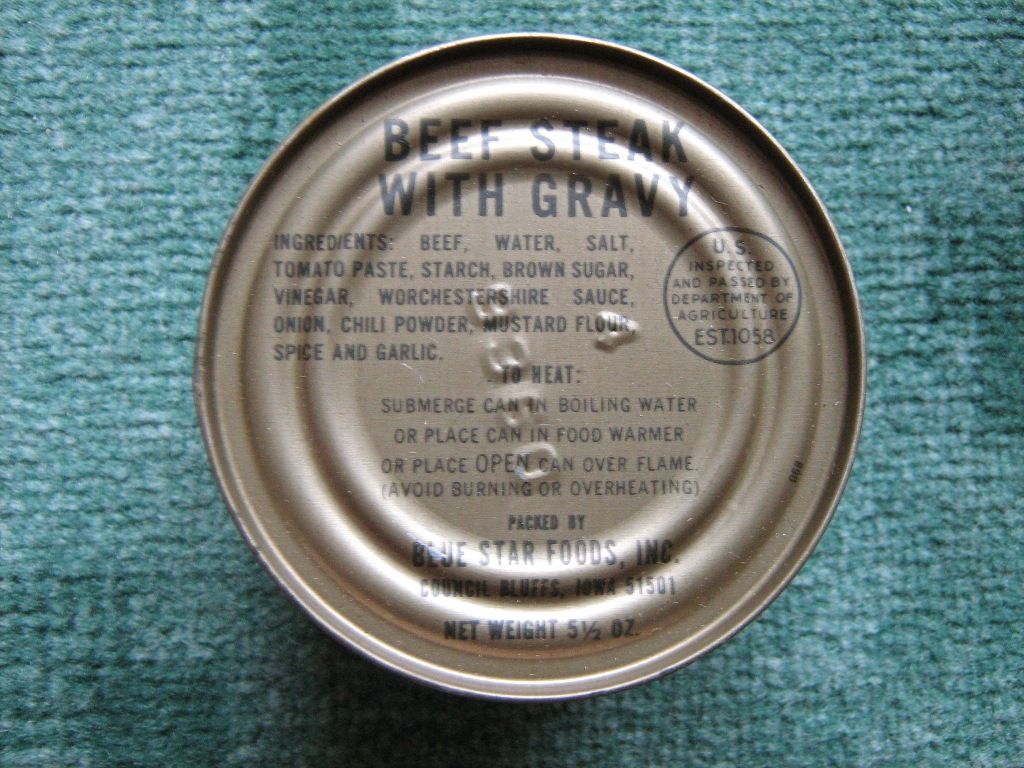 BEEF STEAK
WITH GRAVY
INGREDIENTS: BEEF, WATER, SALT,
TOMATO PASTE, STARCH, BROWN SUGAR,
VINEGAR, WORCHESTERSHIRE SAUCE,
ONION, CHILI POWDER, MUSTARD FLOUR,
SPICE AND GARLIC.
U.S.
INSPECTED
AND PASSED BY
DEPARTMENT OF
AGRICULTURE
EST.1058
TO HEAT:
SUBMERGE CAN IN BOILING WATER
OR PLACE CAN IN FOOD WARMER
OR PLACE OPEN CAN OVER FLAME.
(AVOID BURNING OR OVERHEATING)
PACKED BY
BLUE STAR FOODS, INC.
COUNCIL BLUFFS, IOWA 51501
NET WEIGHT 5½ OZ.